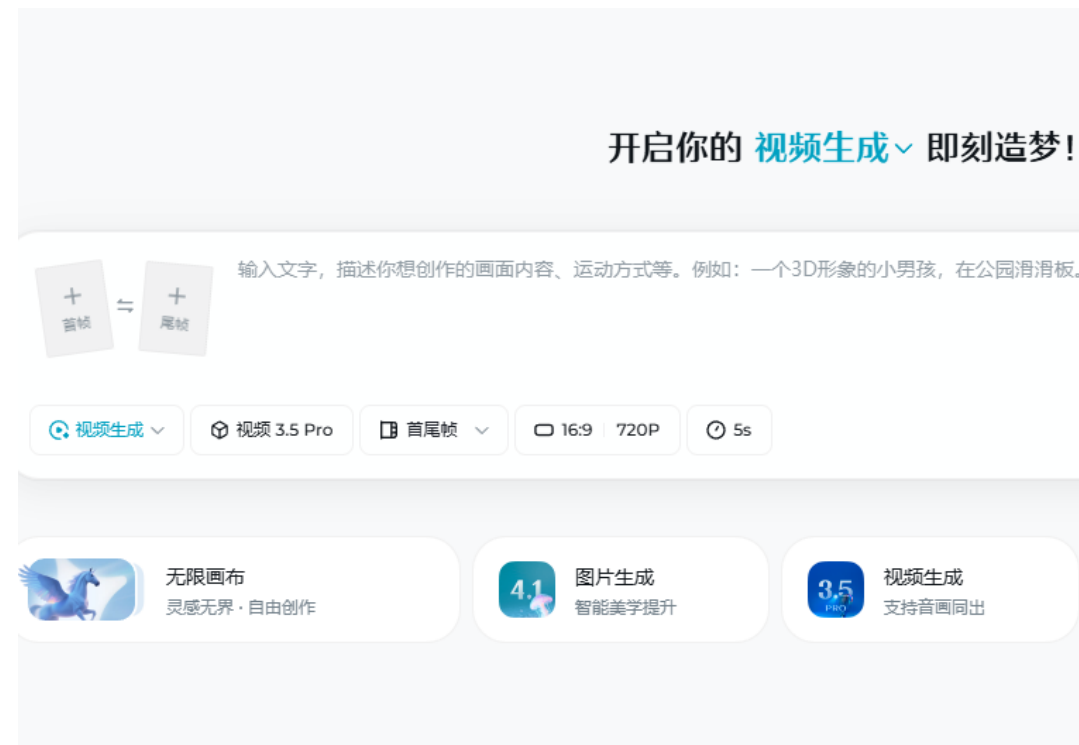 开启你的 视频生成 即刻造梦！
输入文字，描述你想创作的画面内容、运动方式等。例如：一个3D形象的小男孩，在公园滑滑板。
首帧
尾帧
视频生成 视频 3.5 Pro 首尾帧 16:9 720P 5s
无限画布
灵感无界 · 自由创作
4.1
图片生成
智能美学提升
3.5
PRO
视频生成
支持音画同出